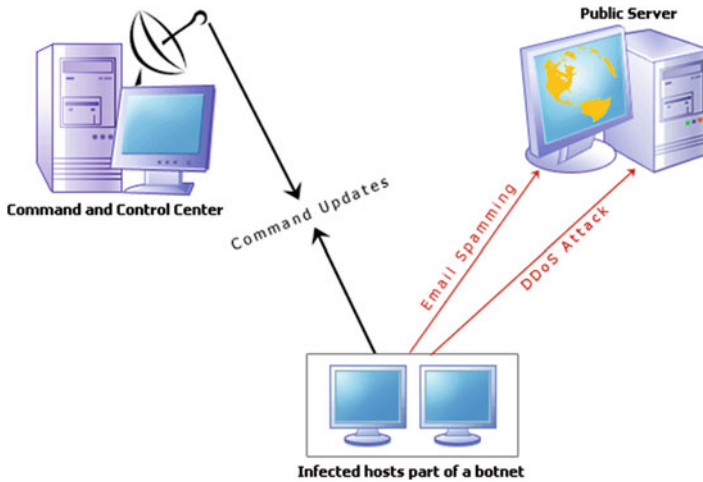 Public Server
Command and Control Center
Command Updates
Email Spamming
DDoS Attack
Infected hosts part of a botnet